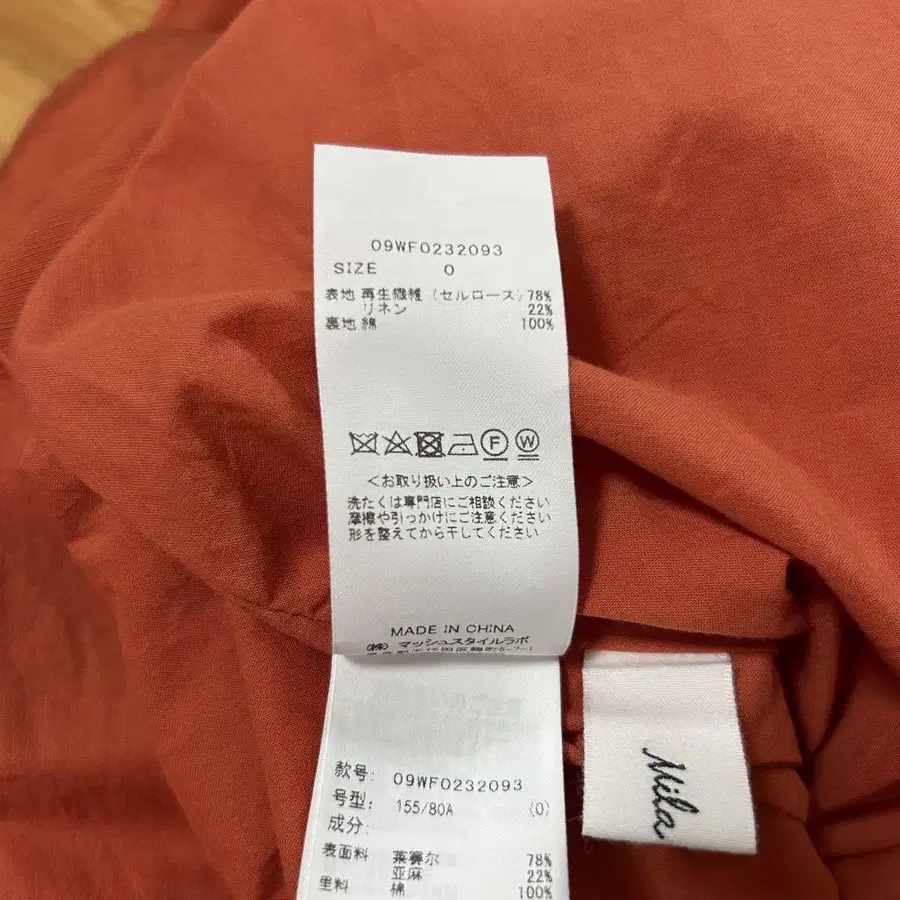 09WF0232093
SIZE 0
表地 再生繊維(セルロース) 78%
リネン 22%
裏地 綿 100%
F W
<お取り扱い上のご注意>
洗たくは専門店にご相談ください
摩擦や引っかけにご注意ください
形を整えてから干してください
MADE IN CHINA
(株) マッシュスタイルラボ
款号: 09WF0232093
号型: 155/80A (0)
成分:
表面料 莱赛尔 78%
亚麻 22%
里料 棉 100%
Mila